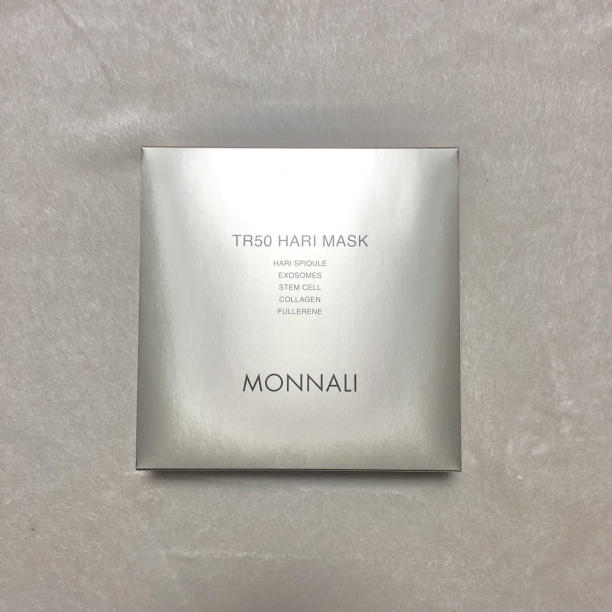 TR50 HARI MASK
HARI SPIQULE
EXOSOMES
STEM CELL
COLLAGEN
FULLERENE
MONNALI